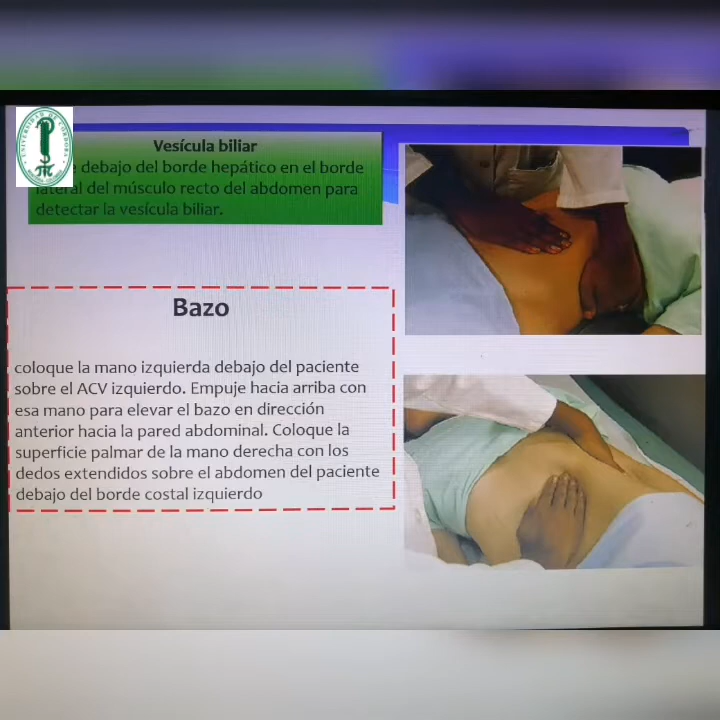 UNIVERSIDAD DE CÓRDOBA
Vesícula biliar
debajo del borde hepático en el borde
lateral del músculo recto del abdomen para
detectar la vesícula biliar.
Bazo
coloque la mano izquierda debajo del paciente
sobre el ACV izquierdo. Empuje hacia arriba con
esa mano para elevar el bazo en dirección
anterior hacia la pared abdominal. Coloque la
superficie palmar de la mano derecha con los
dedos extendidos sobre el abdomen del paciente
debajo del borde costal izquierdo